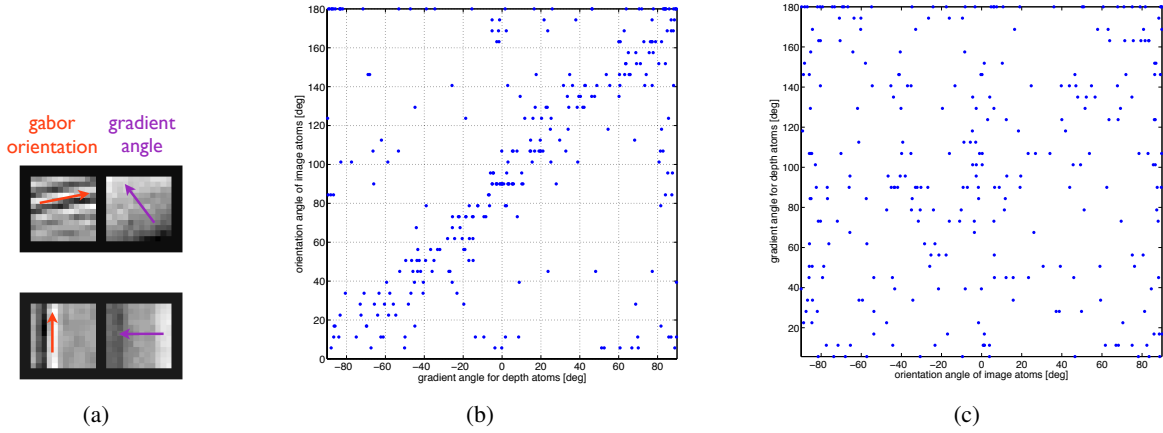 gabor
orientation
gradient
angle
(a)
180
160
140
120
100
80
60
40
20
0
orientation angle of image atoms [deg]
−80 −60 −40 −20 0 20 40 60 80
gradient angle for depth atoms [deg]
(b)
180
160
140
120
100
80
60
40
20
gradient angle for depth atoms [deg]
−80 −60 −40 −20 0 20 40 60 80
orientation angle of image atoms [deg]
(c)